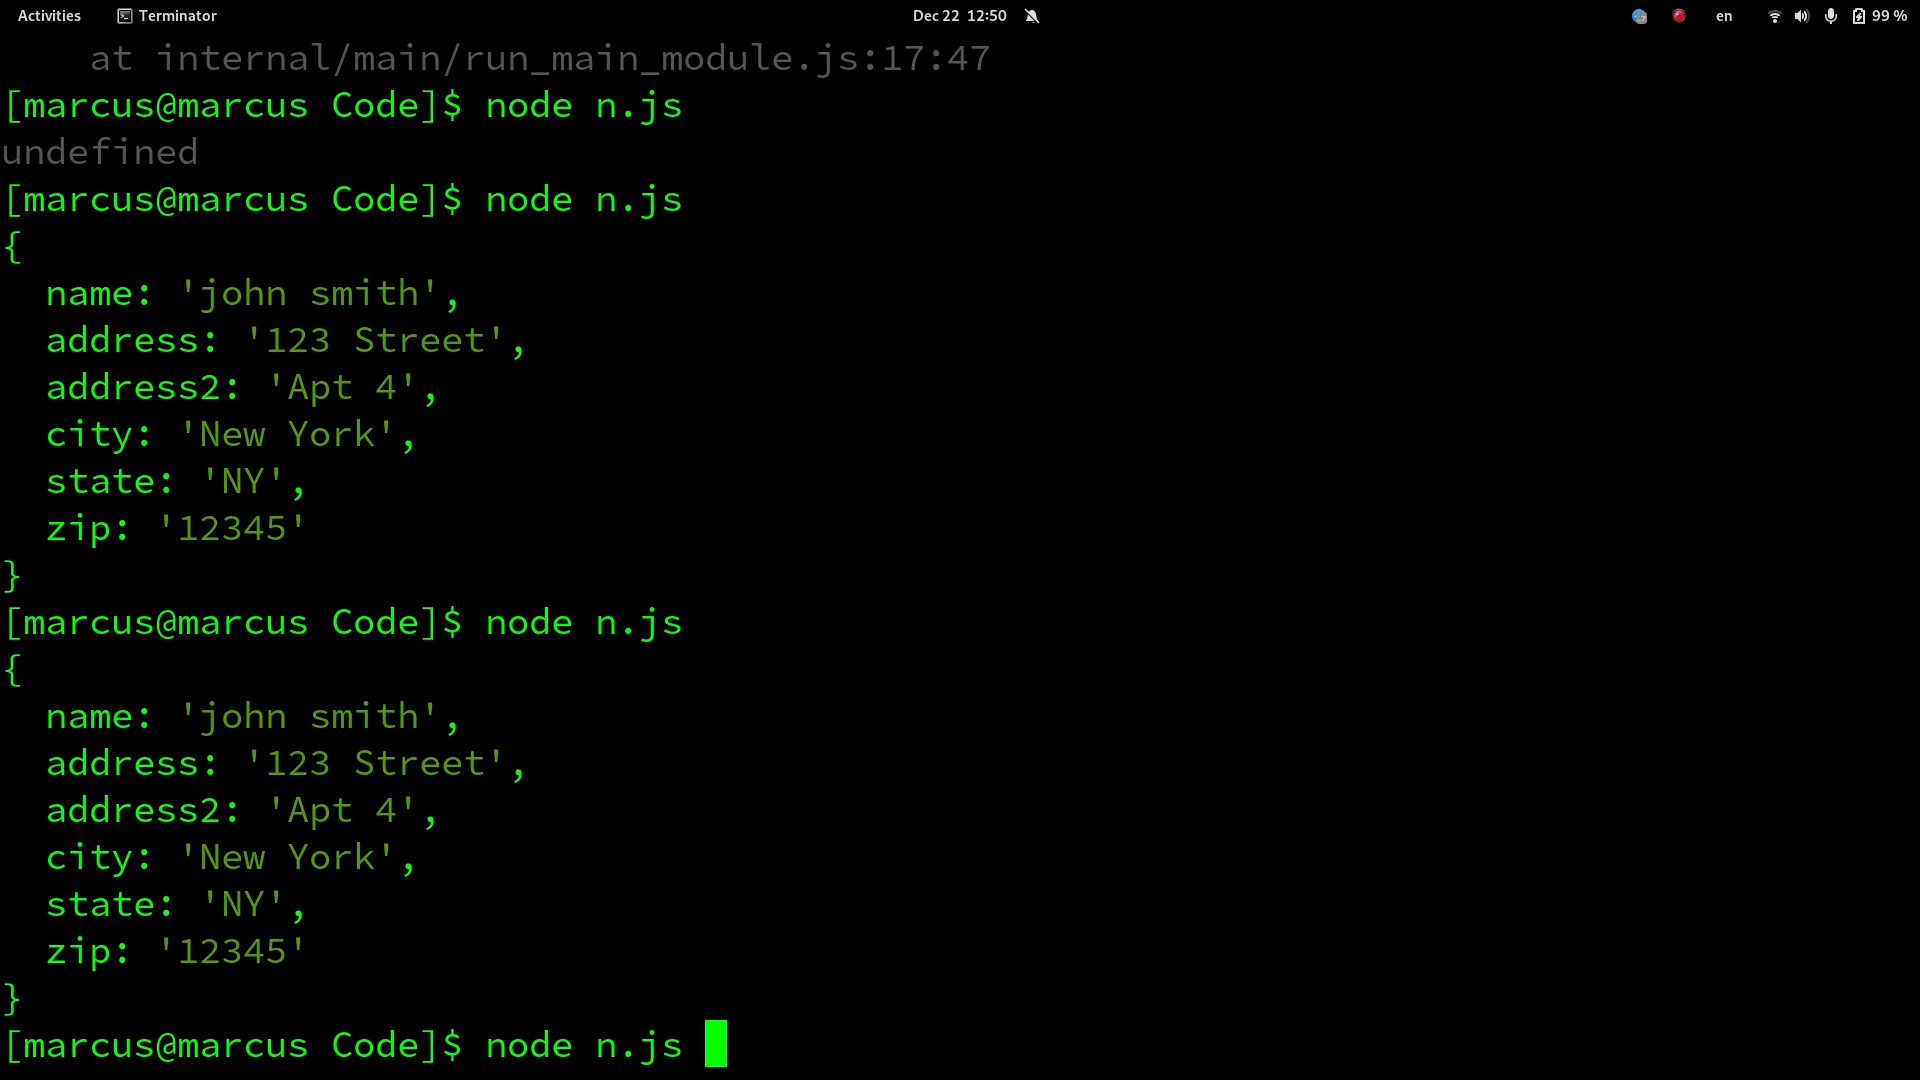 Activities Terminator Dec 22 12:50 en 99 %
    at internal/main/run_main_module.js:17:47
[marcus@marcus Code]$ node n.js
undefined
[marcus@marcus Code]$ node n.js
{
  name: 'john smith',
  address: '123 Street',
  address2: 'Apt 4',
  city: 'New York',
  state: 'NY',
  zip: '12345'
}
[marcus@marcus Code]$ node n.js
{
  name: 'john smith',
  address: '123 Street',
  address2: 'Apt 4',
  city: 'New York',
  state: 'NY',
  zip: '12345'
}
[marcus@marcus Code]$ node n.js